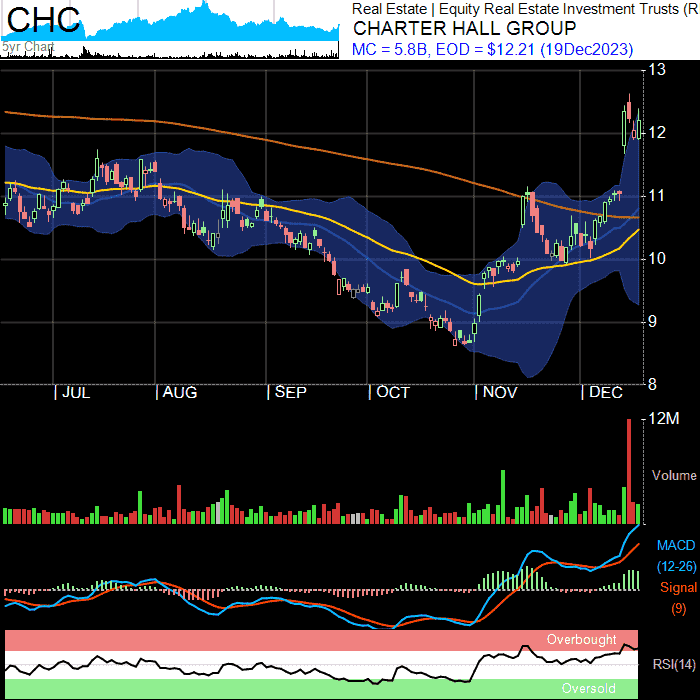 CHC
5yr Chart
Real Estate | Equity Real Estate Investment Trusts (R
CHARTER HALL GROUP
MC = 5.8B, EOD = $12.21 (19Dec2023)
13
12
11
10
9
8
JUL AUG SEP OCT NOV DEC
12M
Volume
MACD
(12-26)
Signal
(9)
Overbought
RSI(14)
Oversold